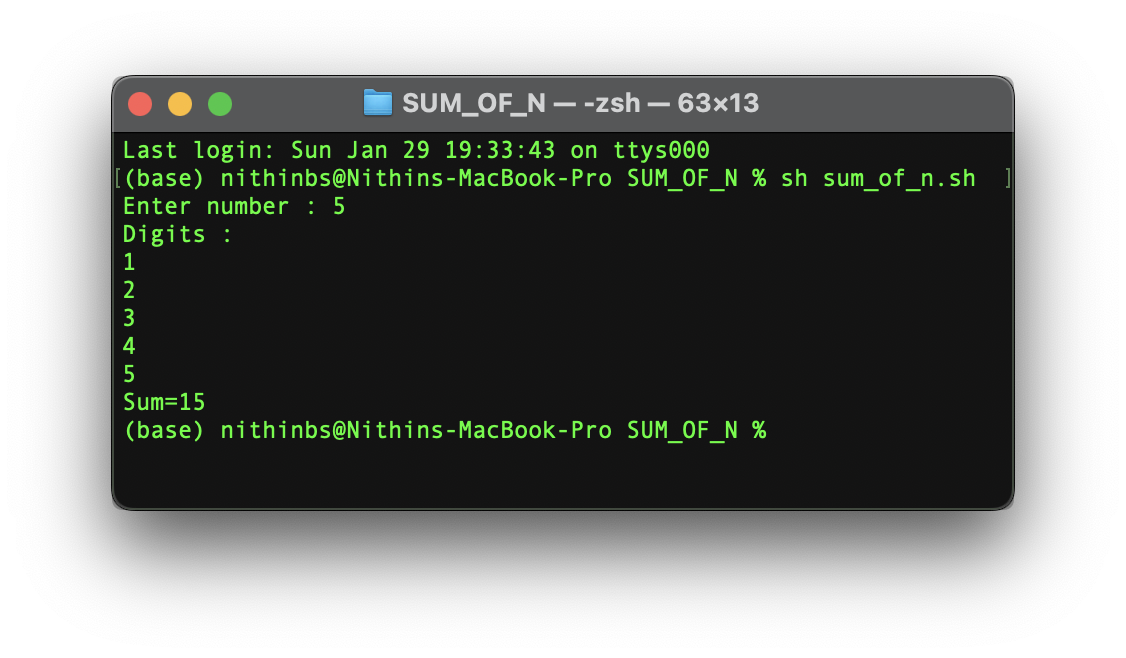 SUM_OF_N — -zsh — 63×13
Last login: Sun Jan 29 19:33:43 on ttys000
[(base) nithinbs@Nithins-MacBook-Pro SUM_OF_N % sh sum_of_n.sh  ]
Enter number : 5
Digits :
1
2
3
4
5
Sum=15
(base) nithinbs@Nithins-MacBook-Pro SUM_OF_N %